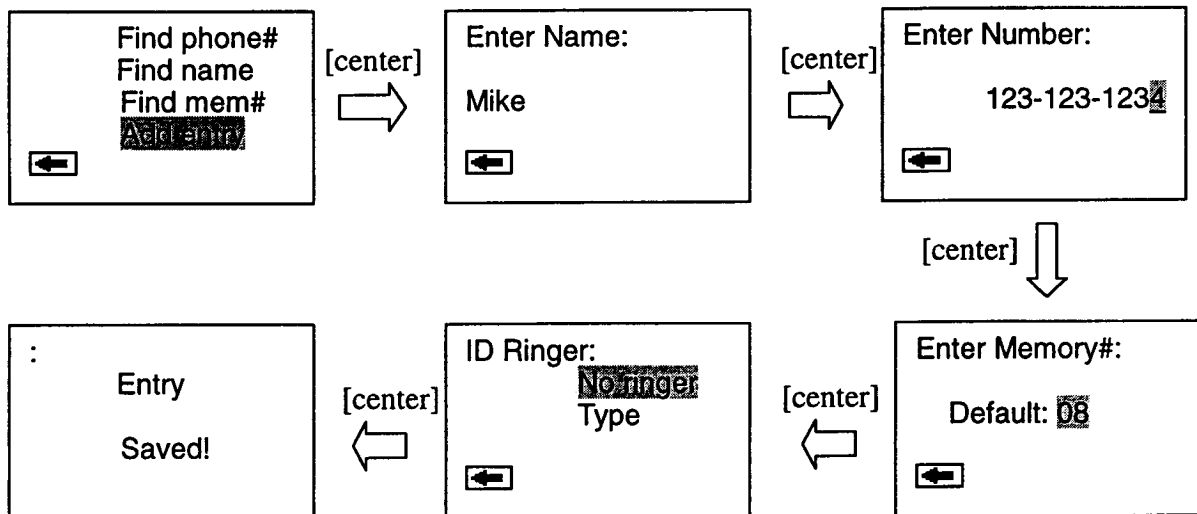 Find phone#
Find name
Find mem#
Add entry
[center]
Enter Name:
Mike
[center]
Enter Number:
123-123-1234
[center]
Enter Memory#:
Default: 08
[center]
ID Ringer:
No ringer
Type
[center]
:
Entry
Saved!